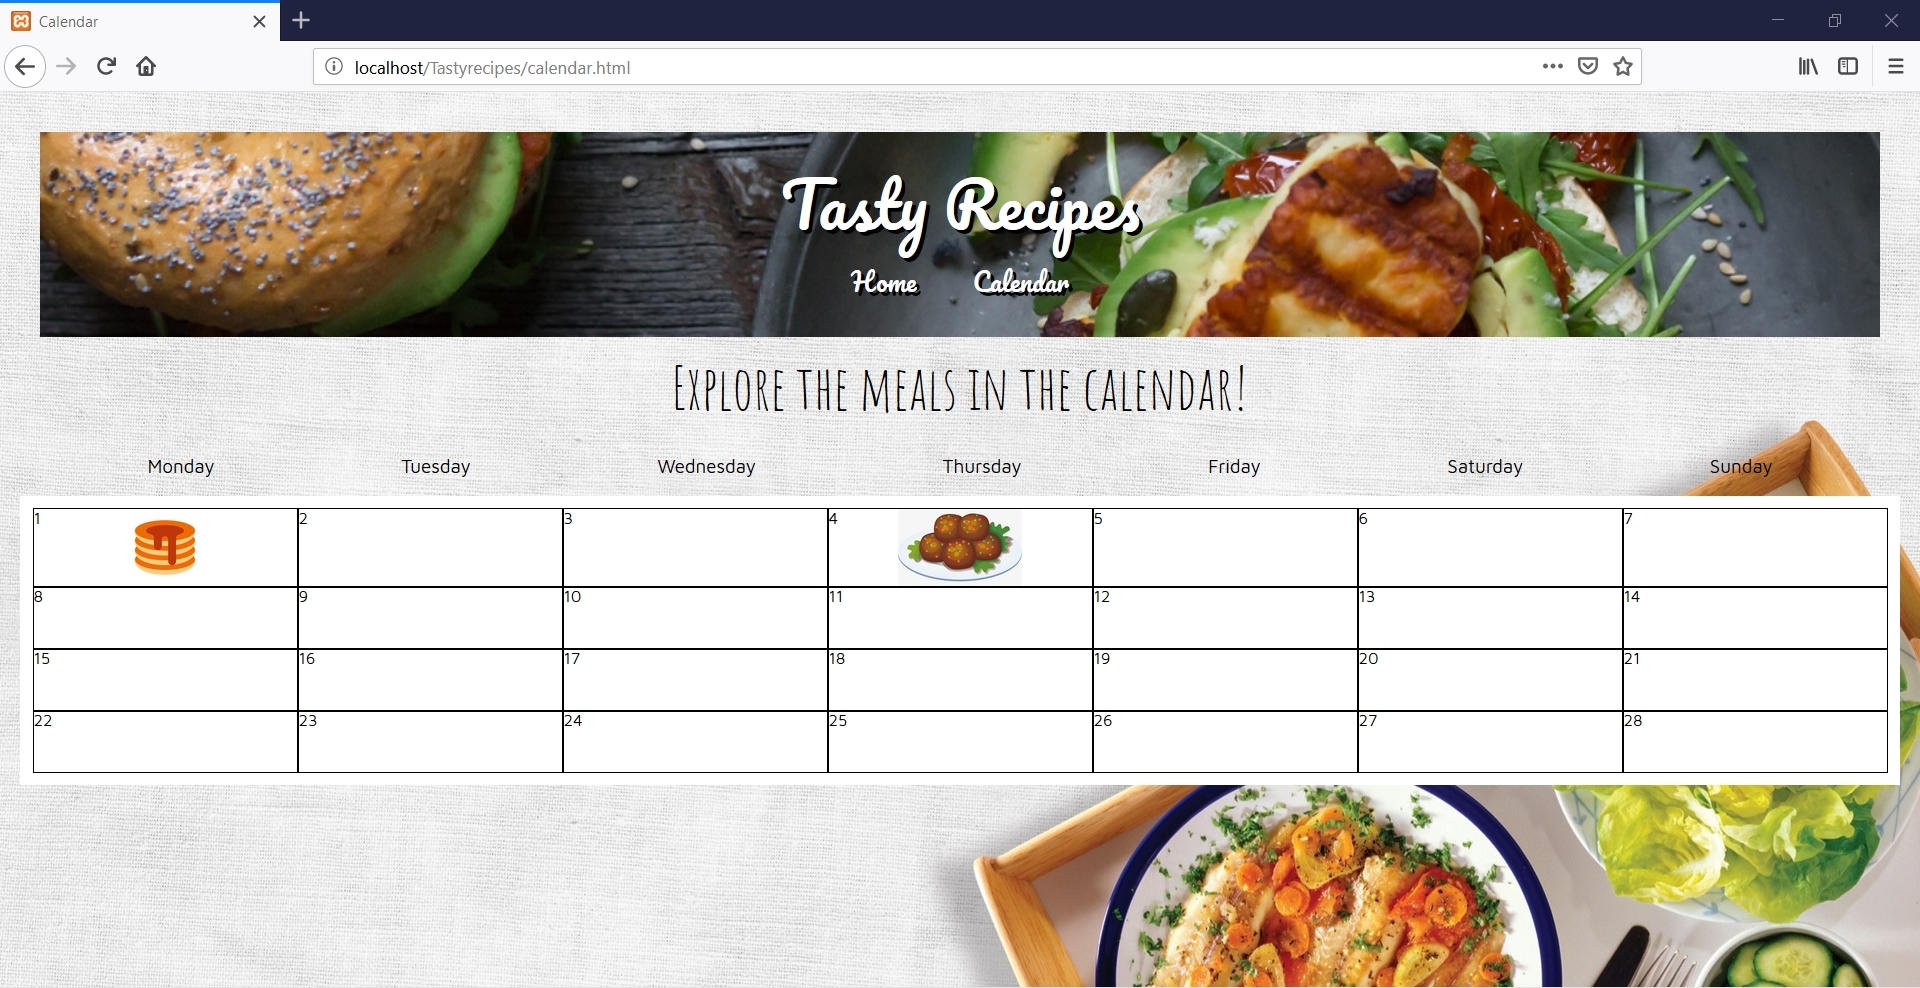 Calendar
localhost/Tastyrecipes/calendar.html
Tasty Recipes
Home Calendar
Explore the meals in the calendar!
Monday Tuesday Wednesday Thursday Friday Saturday Sunday
1 2 3 4 5 6 7
8 9 10 11 12 13 14
15 16 17 18 19 20 21
22 23 24 25 26 27 28